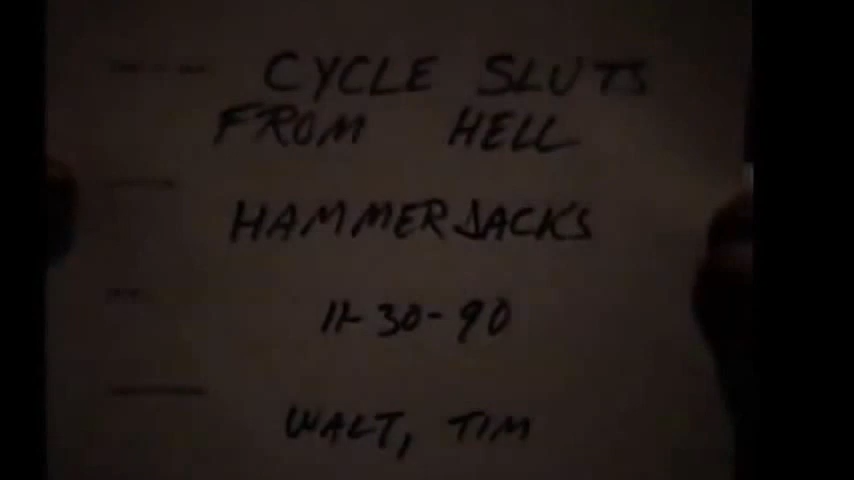 CYCLE SLUTS
FROM HELL
HAMMERJACKS
11-30-90
WALT, TIM